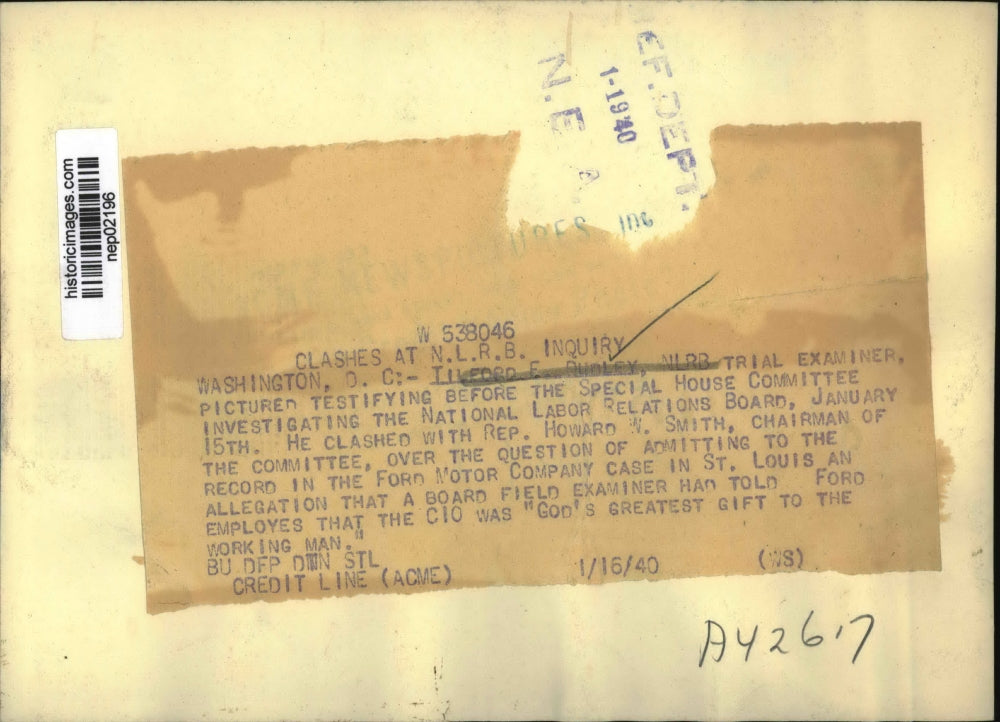 historicimages.com
nep02196
EF.DEPT.
1-1940
N.E.A.
W 538046
CLASHES AT N.L.R.B. INQUIRY
WASHINGTON, D. C:- TILFORD E. DUDLEY, NLRB TRIAL EXAMINER,
PICTURED TESTIFYING BEFORE THE SPECIAL HOUSE COMMITTEE
INVESTIGATING THE NATIONAL LABOR RELATIONS BOARD, JANUARY
15TH. HE CLASHED WITH REP. HOWARD W. SMITH, CHAIRMAN OF
THE COMMITTEE, OVER THE QUESTION OF ADMITTING TO THE
RECORD IN THE FORD MOTOR COMPANY CASE IN ST. LOUIS AN
ALLEGATION THAT A BOARD FIELD EXAMINER HAD TOLD FORD
EMPLOYES THAT THE CIO WAS "GOD'S GREATEST GIFT TO THE
WORKING MAN."
BU DFP DWN STL
CREDIT LINE (ACME) 1/16/40 (WS)
A4267